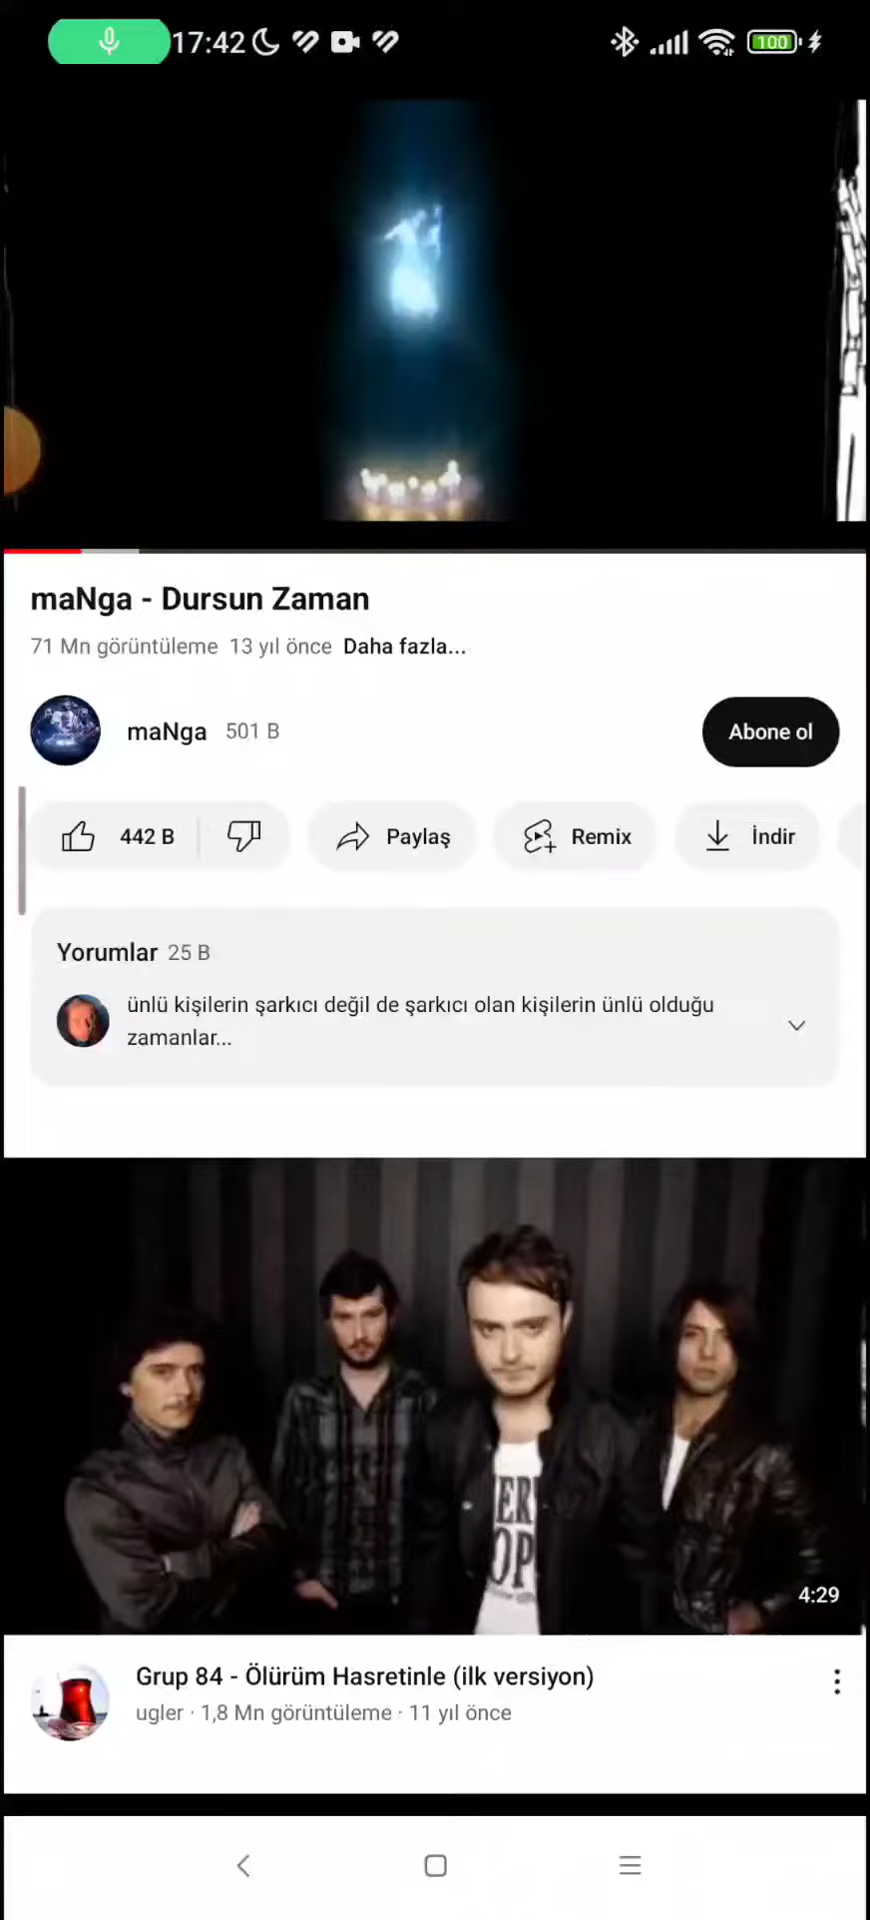 17:42
100
maNga - Dursun Zaman
71 Mn görüntüleme 13 yıl önce Daha fazla...
maNga 501 B
Abone ol
442 B
Paylaş
Remix
İndir
Yorumlar 25 B
ünlü kişilerin şarkıcı değil de şarkıcı olan kişilerin ünlü olduğu
zamanlar...
4:29
Grup 84 - Ölürüm Hasretinle (ilk versiyon)
ugler · 1,8 Mn görüntüleme · 11 yıl önce